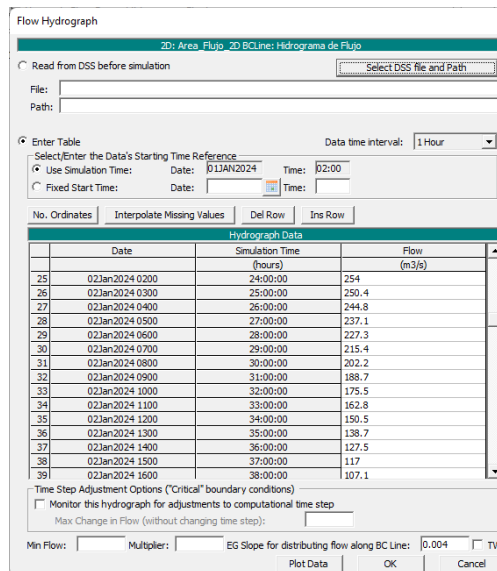 Flow Hydrograph
2D: Area_Flujo_2D BCLine: Hidrograma de Flujo
Read from DSS before simulation Select DSS file and Path
File:
Path:
Enter Table Data time interval: 1 Hour
Select/Enter the Data's Starting Time Reference
Use Simulation Time: Date: 01JAN2024 Time: 02:00
Fixed Start Time: Date: Time:
No. Ordinates Interpolate Missing Values Del Row Ins Row
Hydrograph Data
Date Simulation Time Flow
(hours) (m3/s)
25 02Jan2024 0200 24:00:00 254
26 02Jan2024 0300 25:00:00 250.4
27 02Jan2024 0400 26:00:00 244.8
28 02Jan2024 0500 27:00:00 237.1
29 02Jan2024 0600 28:00:00 227.3
30 02Jan2024 0700 29:00:00 215.4
31 02Jan2024 0800 30:00:00 202.2
32 02Jan2024 0900 31:00:00 188.7
33 02Jan2024 1000 32:00:00 175.5
34 02Jan2024 1100 33:00:00 162.8
35 02Jan2024 1200 34:00:00 150.5
36 02Jan2024 1300 35:00:00 138.7
37 02Jan2024 1400 36:00:00 127.5
38 02Jan2024 1500 37:00:00 117
39 02Jan2024 1600 38:00:00 107.1
Time Step Adjustment Options ("Critical" boundary conditions)
Monitor this hydrograph for adjustments to computational time step
Max Change in Flow (without changing time step):
Min Flow: Multiplier: EG Slope for distributing flow along BC Line: 0.004 TW
Plot Data OK Cancel